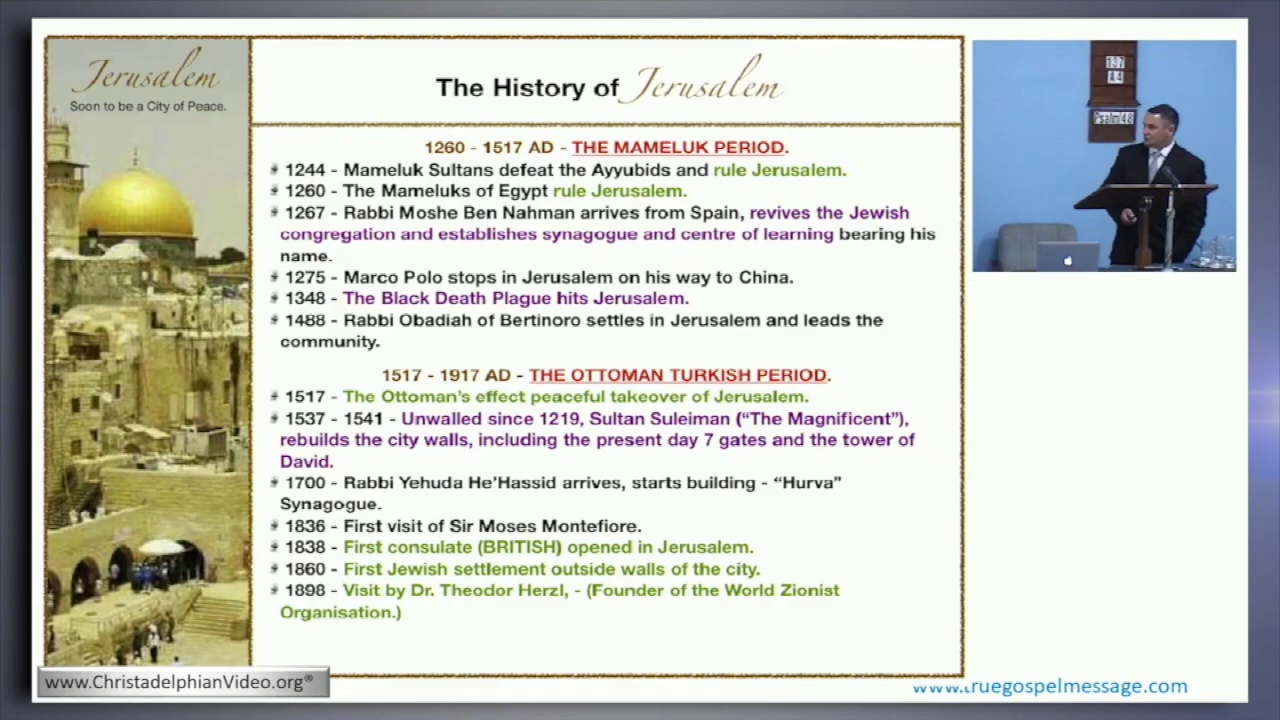 Jerusalem
Soon to be a City of Peace.
The History of Jerusalem
1260 - 1517 AD - THE MAMELUK PERIOD.
1244 - Mameluk Sultans defeat the Ayyubids and rule Jerusalem.
1260 - The Mameluks of Egypt rule Jerusalem.
1267 - Rabbi Moshe Ben Nahman arrives from Spain, revives the Jewish
congregation and establishes synagogue and centre of learning bearing his
name.
1275 - Marco Polo stops in Jerusalem on his way to China.
1348 - The Black Death Plague hits Jerusalem.
1488 - Rabbi Obadiah of Bertinoro settles in Jerusalem and leads the
community.
1517 - 1917 AD - THE OTTOMAN TURKISH PERIOD.
1517 - The Ottoman's effect peaceful takeover of Jerusalem.
1537 - 1541 - Unwalled since 1219, Sultan Suleiman (“The Magnificent”),
rebuilds the city walls, including the present day 7 gates and the tower of
David.
1700 - Rabbi Yehuda He'Hassid arrives, starts building - “Hurva”
Synagogue.
1836 - First visit of Sir Moses Montefiore.
1838 - First consulate (BRITISH) opened in Jerusalem.
1860 - First Jewish settlement outside walls of the city.
1898 - Visit by Dr. Theodor Herzl, - (Founder of the World Zionist
Organisation.)
137
44
Psalm 48
www.ChristadelphianVideo.org®
www.truegospelmessage.com